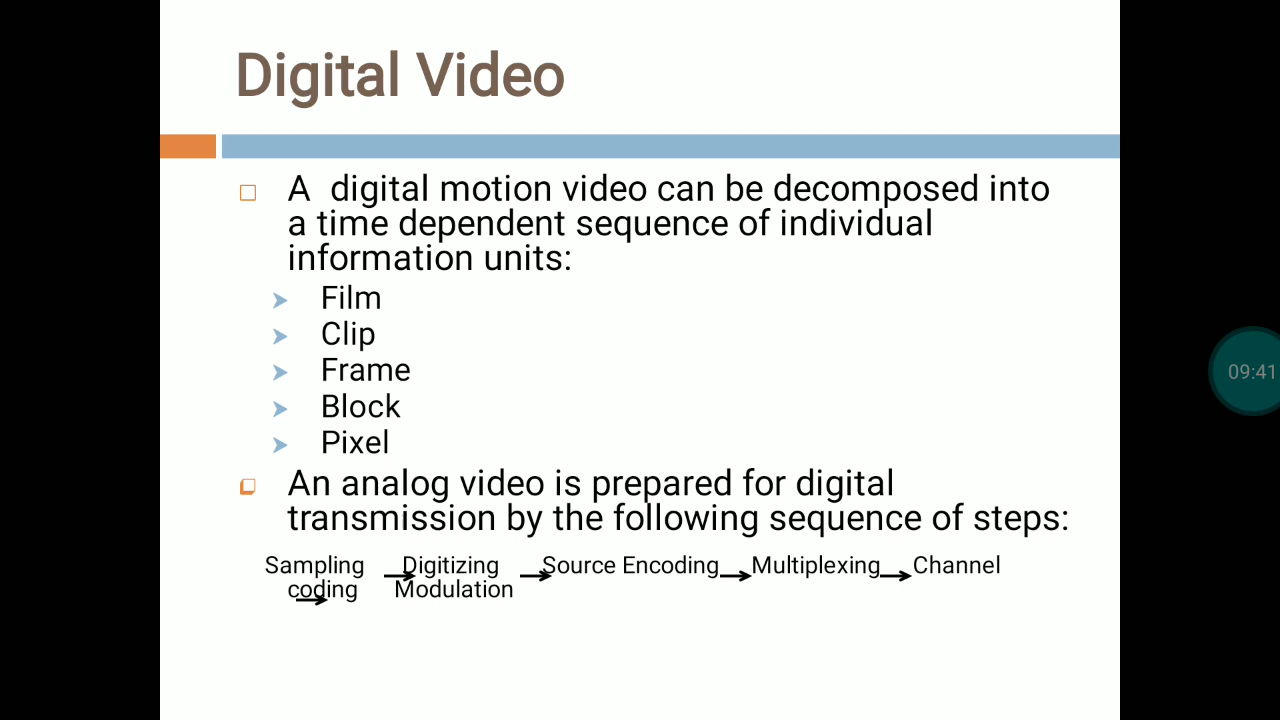 Digital Video
A digital motion video can be decomposed into
a time dependent sequence of individual
information units:
Film
Clip
Frame
Block
Pixel
An analog video is prepared for digital
transmission by the following sequence of steps:
Sampling → Digitizing → Source Encoding → Multiplexing → Channel
coding → Modulation
09:41